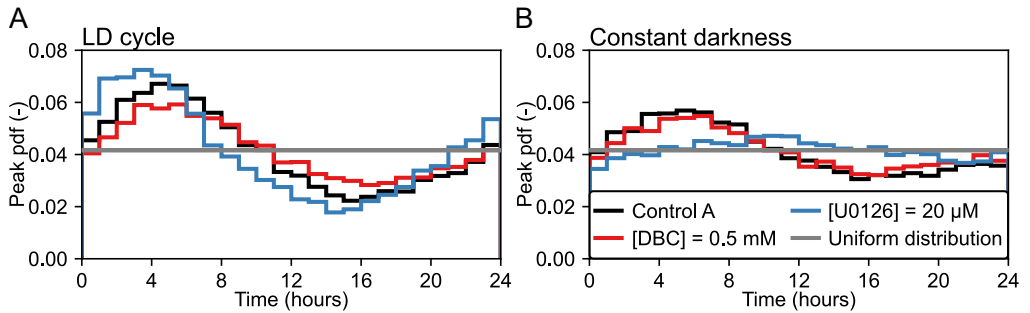 A
LD cycle
Peak pdf (-)
0.08
0.06
0.04
0.02
0.00
0 4 8 12 16 20 24
Time (hours)
B
Constant darkness
Peak pdf (-)
0.08
0.06
0.04
0.02
0.00
Control A
[DBC] = 0.5 mM
[U0126] = 20 μM
Uniform distribution
0 4 8 12 16 20 24
Time (hours)